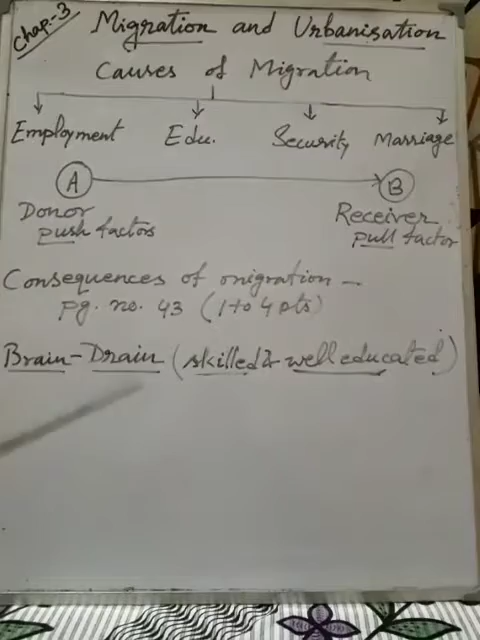 Chap-3
Migration and Urbanisation
Causes of Migration
Employment Edu. Security Marriage
A B
Donor Receiver
push factors pull factor
Consequences of migration -
pg. no. 43 (1 to 4 pts)
Brain-Drain (skilled & well educated)